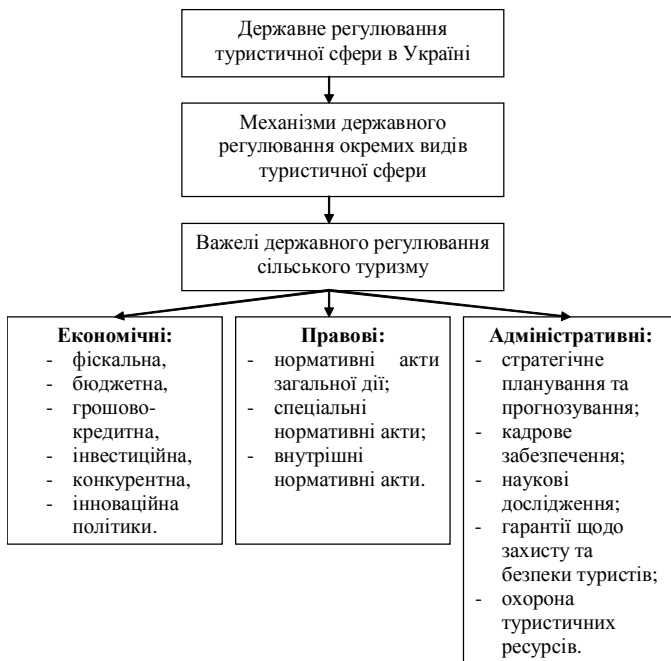 Державне регулювання
туристичної сфери в Україні
Механізми державного
регулювання окремих видів
туристичної сфери
Важелі державного регулювання
сільського туризму
Економічні:
- фіскальна,
- бюджетна,
- грошово-
кредитна,
- інвестиційна,
- конкурентна,
- інноваційна
політики.
Правові:
- нормативні акти
загальної дії;
- спеціальні
нормативні акти;
- внутрішні
нормативні акти.
Адміністративні:
- стратегічне
планування та
прогнозування;
- кадрове
забезпечення;
- наукові
дослідження;
- гарантії щодо
захисту та
безпеки туристів;
- охорона
туристичних
ресурсів.